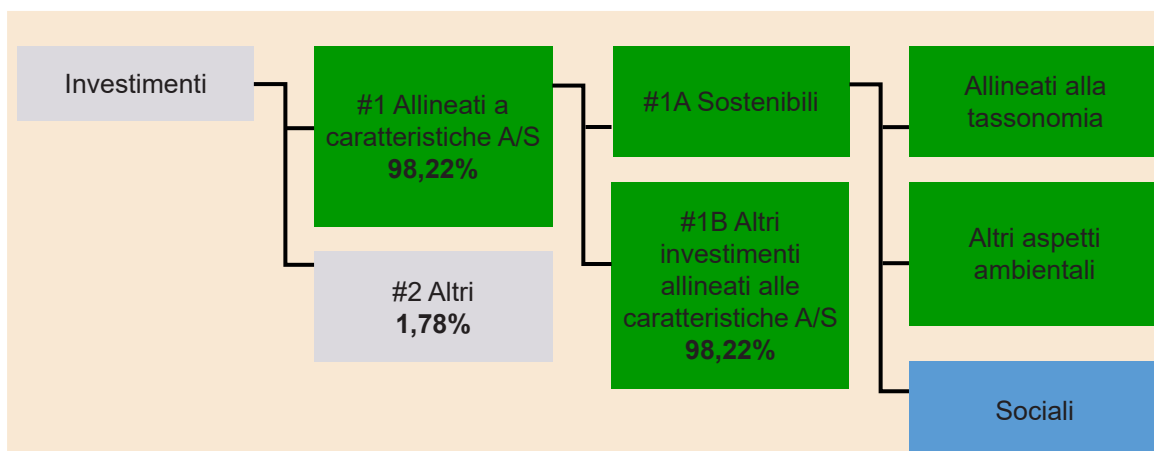 Investimenti
#1 Allineati a
caratteristiche A/S
98,22%
#2 Altri
1,78%
#1A Sostenibili
#1B Altri
investimenti
allineati alle
caratteristiche A/S
98,22%
Allineati alla
tassonomia
Altri aspetti
ambientali
Sociali